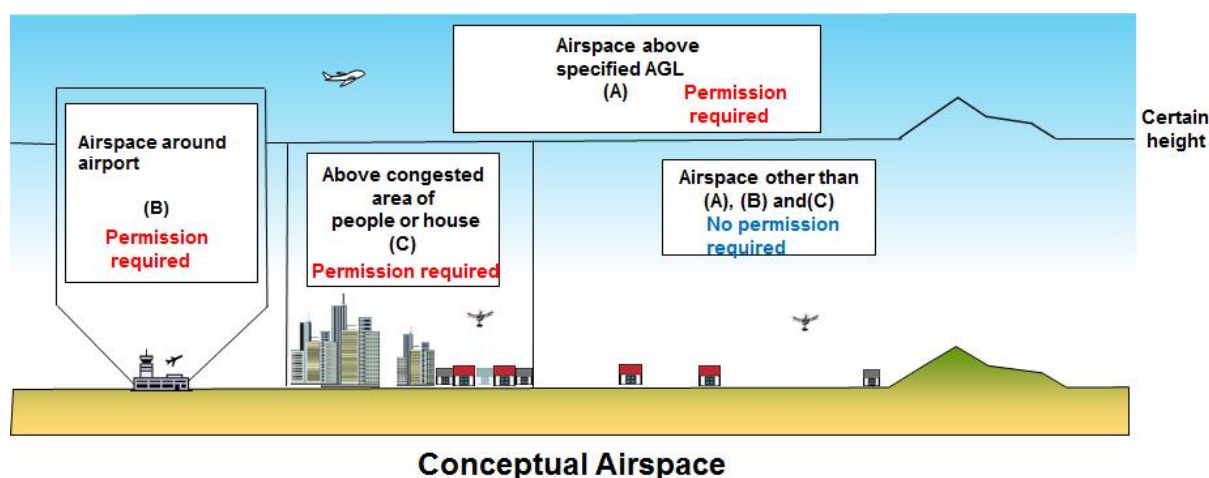 Airspace above
specified AGL
(A) Permission
required
Certain
height
Airspace around
airport
(B)
Permission
required
Above congested
area of
people or house
(C)
Permission required
Airspace other than
(A), (B) and(C)
No permission
required
Conceptual Airspace